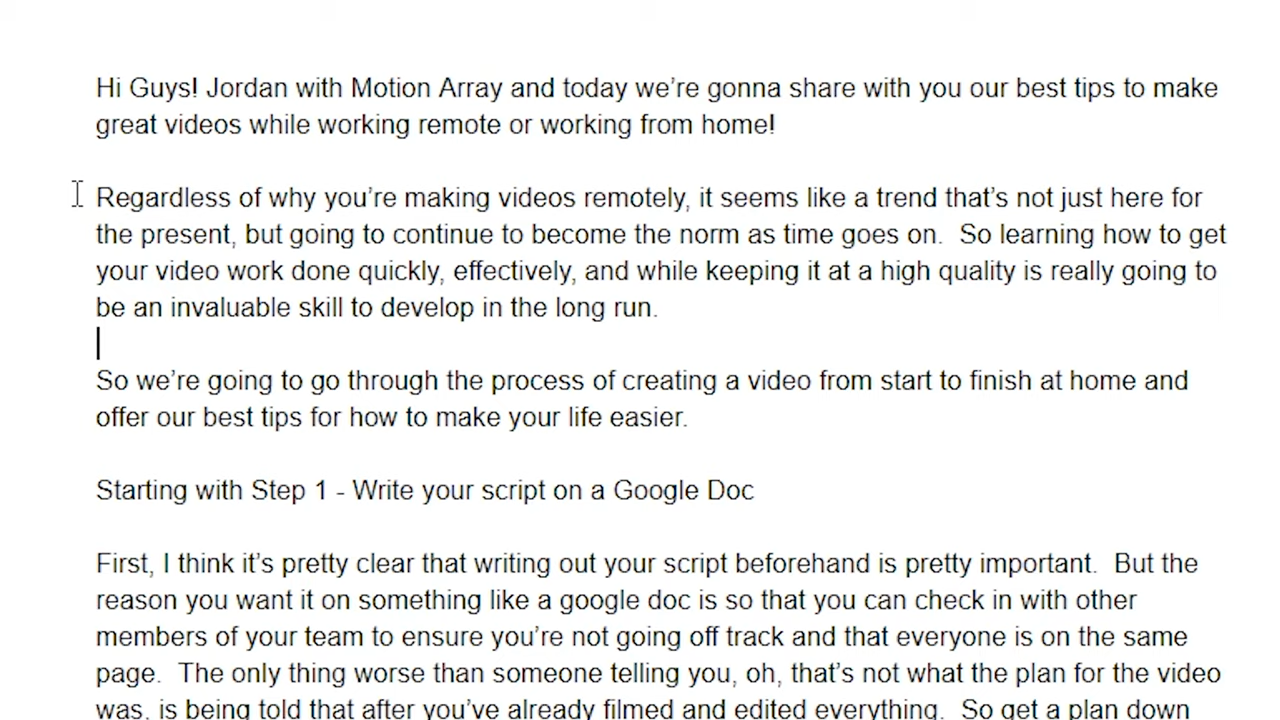 Hi Guys! Jordan with Motion Array and today we’re gonna share with you our best tips to make
great videos while working remote or working from home!
Regardless of why you’re making videos remotely, it seems like a trend that’s not just here for
the present, but going to continue to become the norm as time goes on.  So learning how to get
your video work done quickly, effectively, and while keeping it at a high quality is really going to
be an invaluable skill to develop in the long run.
So we’re going to go through the process of creating a video from start to finish at home and
offer our best tips for how to make your life easier.
Starting with Step 1 - Write your script on a Google Doc
First, I think it’s pretty clear that writing out your script beforehand is pretty important.  But the
reason you want it on something like a google doc is so that you can check in with other
members of your team to ensure you’re not going off track and that everyone is on the same
page.  The only thing worse than someone telling you, oh, that’s not what the plan for the video
was, is being told that after you’ve already filmed and edited everything.  So get a plan down